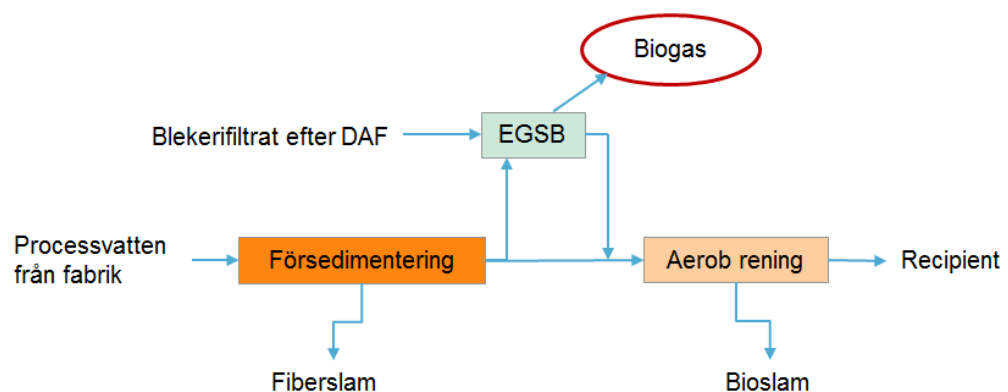 Biogas
Blekerifiltrat efter DAF
EGSB
Processvatten
från fabrik
Försedimentering
Aerob rening
Recipient
Fiberslam
Bioslam